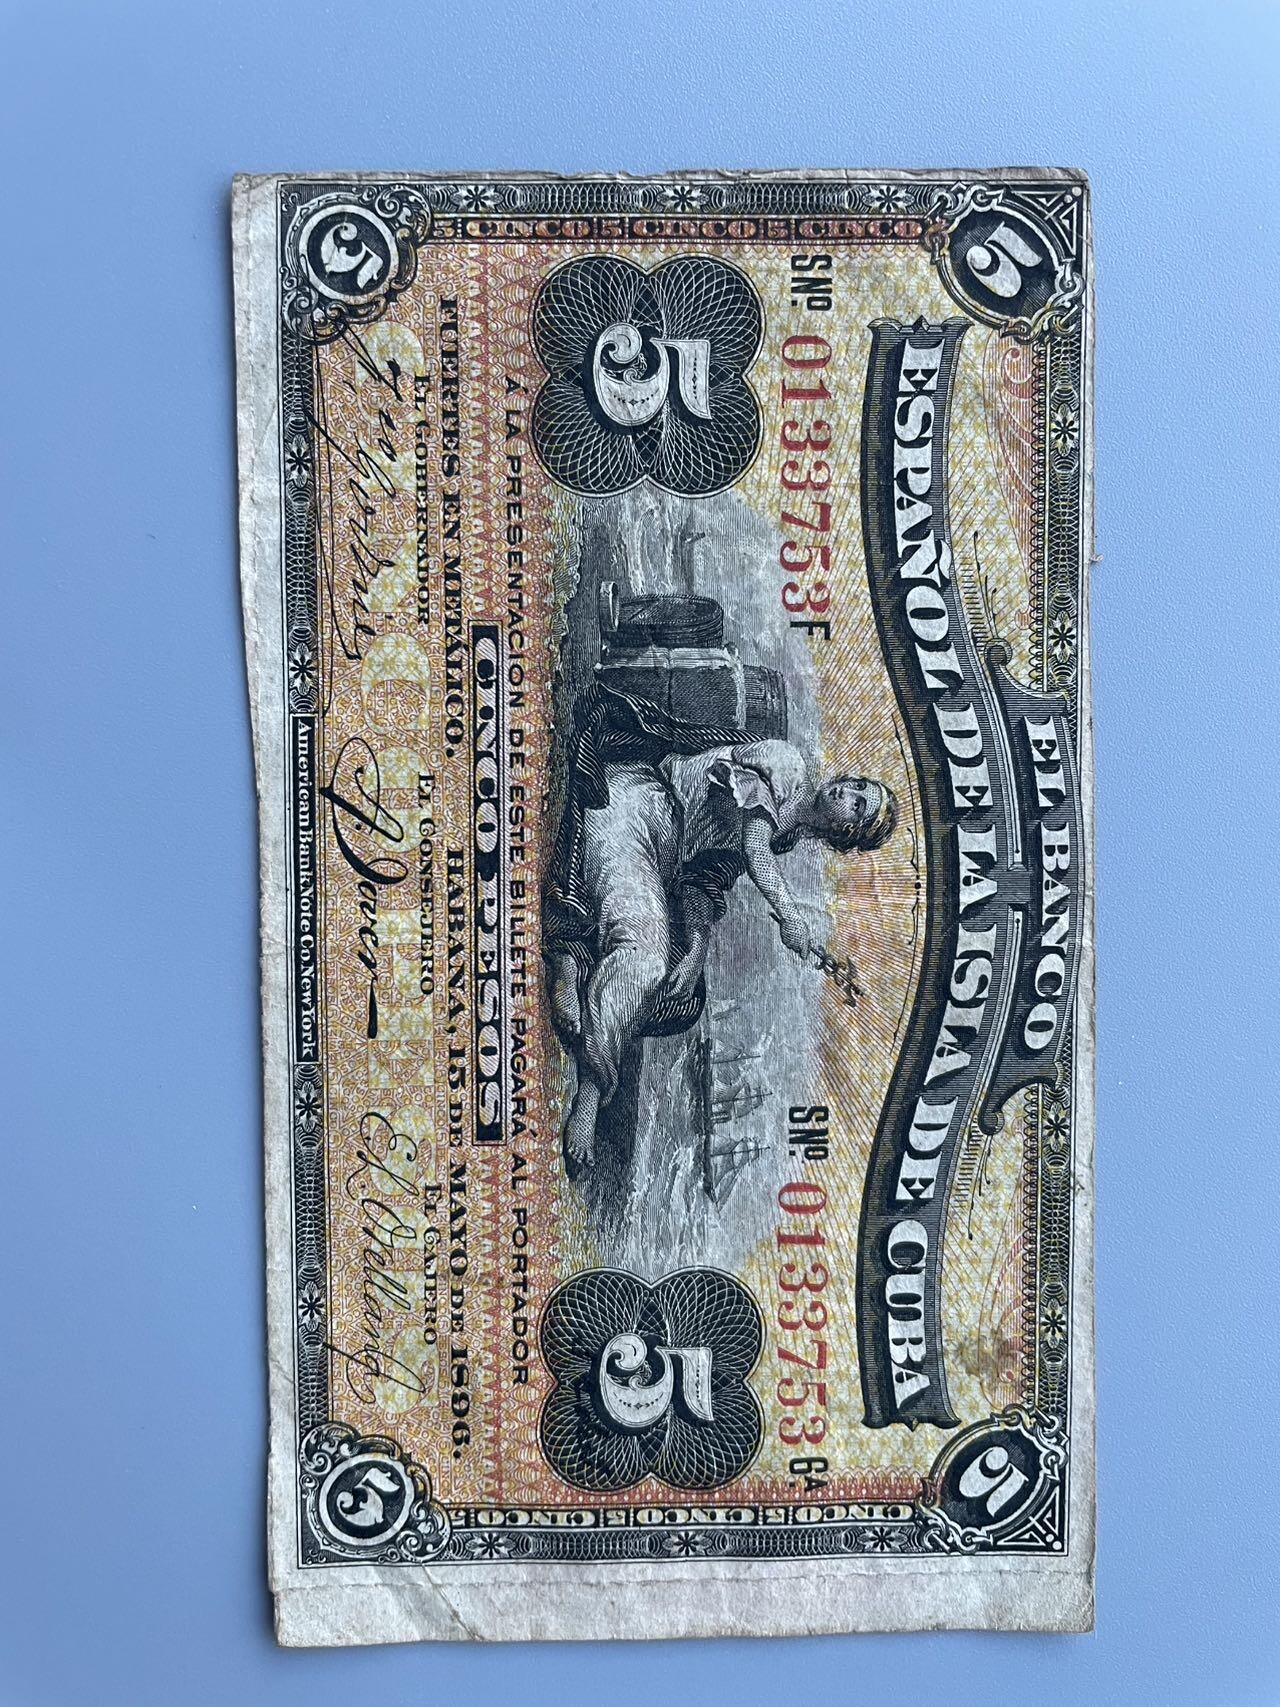 5 CINCO 5 CINCO 5 CINCO
5
5
EL BANCO
ESPAÑOL DE LA ISLA DE CUBA
SNo. 0133753F
SNo. 0133753 6A.
5
5
Á LA PRESENTACION DE ESTE BILLETE PAGARÁ AL PORTADOR
CINCO PESOS
FUERTES EN METÁLICO. HABANA, 15 DE MAYO DE 1896.
EL GOBERNADOR
EL CONSEJERO
EL CAJERO
5
5
American Bank Note Co. New York
5 CINCO 5 CINCO 5 CINCO